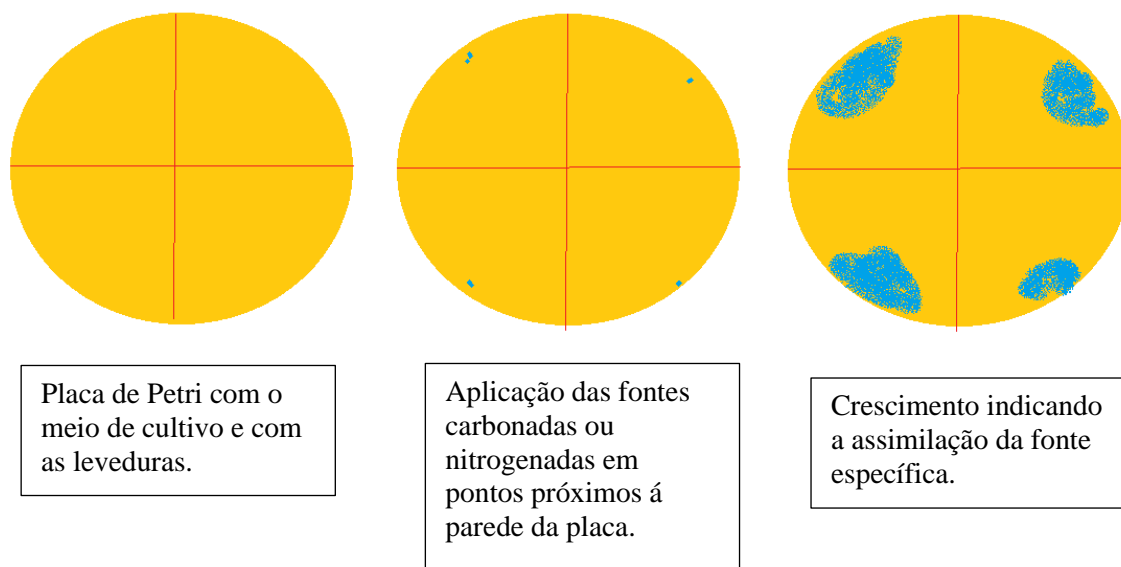 Placa de Petri com o
meio de cultivo e com
as leveduras.
Aplicação das fontes
carbonadas ou
nitrogenadas em
pontos próximos á
parede da placa.
Crescimento indicando
a assimilação da fonte
específica.